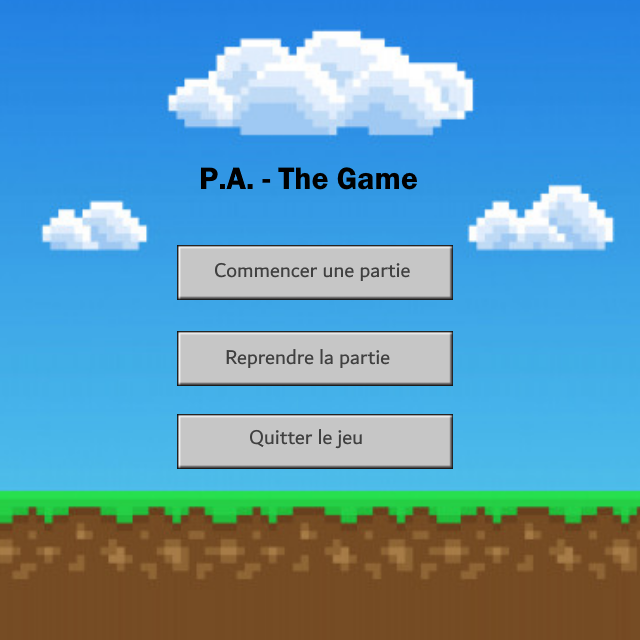 P.A. - The Game
Commencer une partie
Reprendre la partie
Quitter le jeu